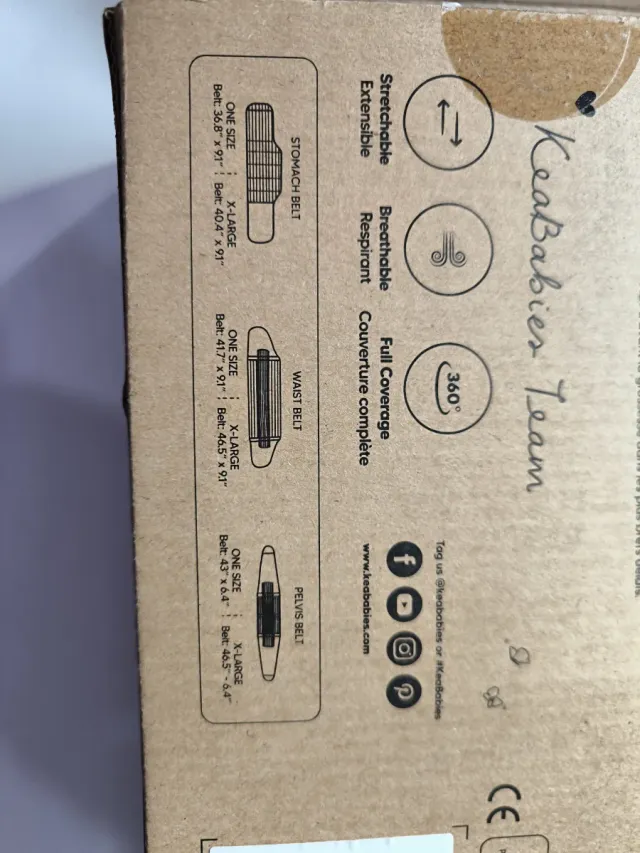 KeaBabies Team
Stretchable
Extensible
Breathable
Respirant
360°
Full Coverage
Couverture complète
Tag us @keababies or #KeaBabies
www.keababies.com
STOMACH BELT
ONE SIZE
Belt: 36.8" x 9.1"
X-LARGE
Belt: 40.4" x 9.1"
WAIST BELT
ONE SIZE
Belt: 41.7" x 9.1"
X-LARGE
Belt: 46.5" x 9.1"
PELVIS BELT
ONE SIZE
Belt: 43" x 6.4"
X-LARGE
Belt: 46.5" - 6.4"
CE